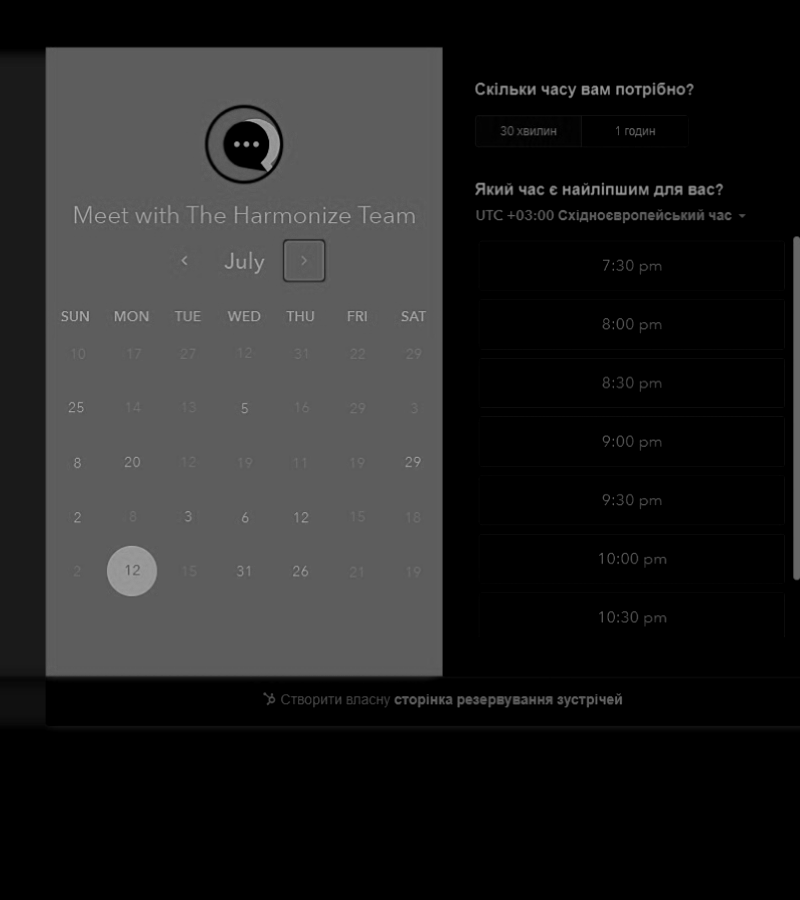 Meet with The Harmonize Team
July
SUN MON TUE WED THU FRI SAT
10 17 27 12 31 22 29
25 14 13 5 16 29 3
8 20 12 19 11 19 29
2 8 3 6 12 15 18
2 12 15 31 26 21 19
Скільки часу вам потрібно?
30 хвилин 1 годин
Який час є найліпшим для вас?
UTC +03:00 Східноєвропейський час
7:30 pm
8:00 pm
8:30 pm
9:00 pm
9:30 pm
10:00 pm
10:30 pm
Створити власну сторінка резервування зустрічей